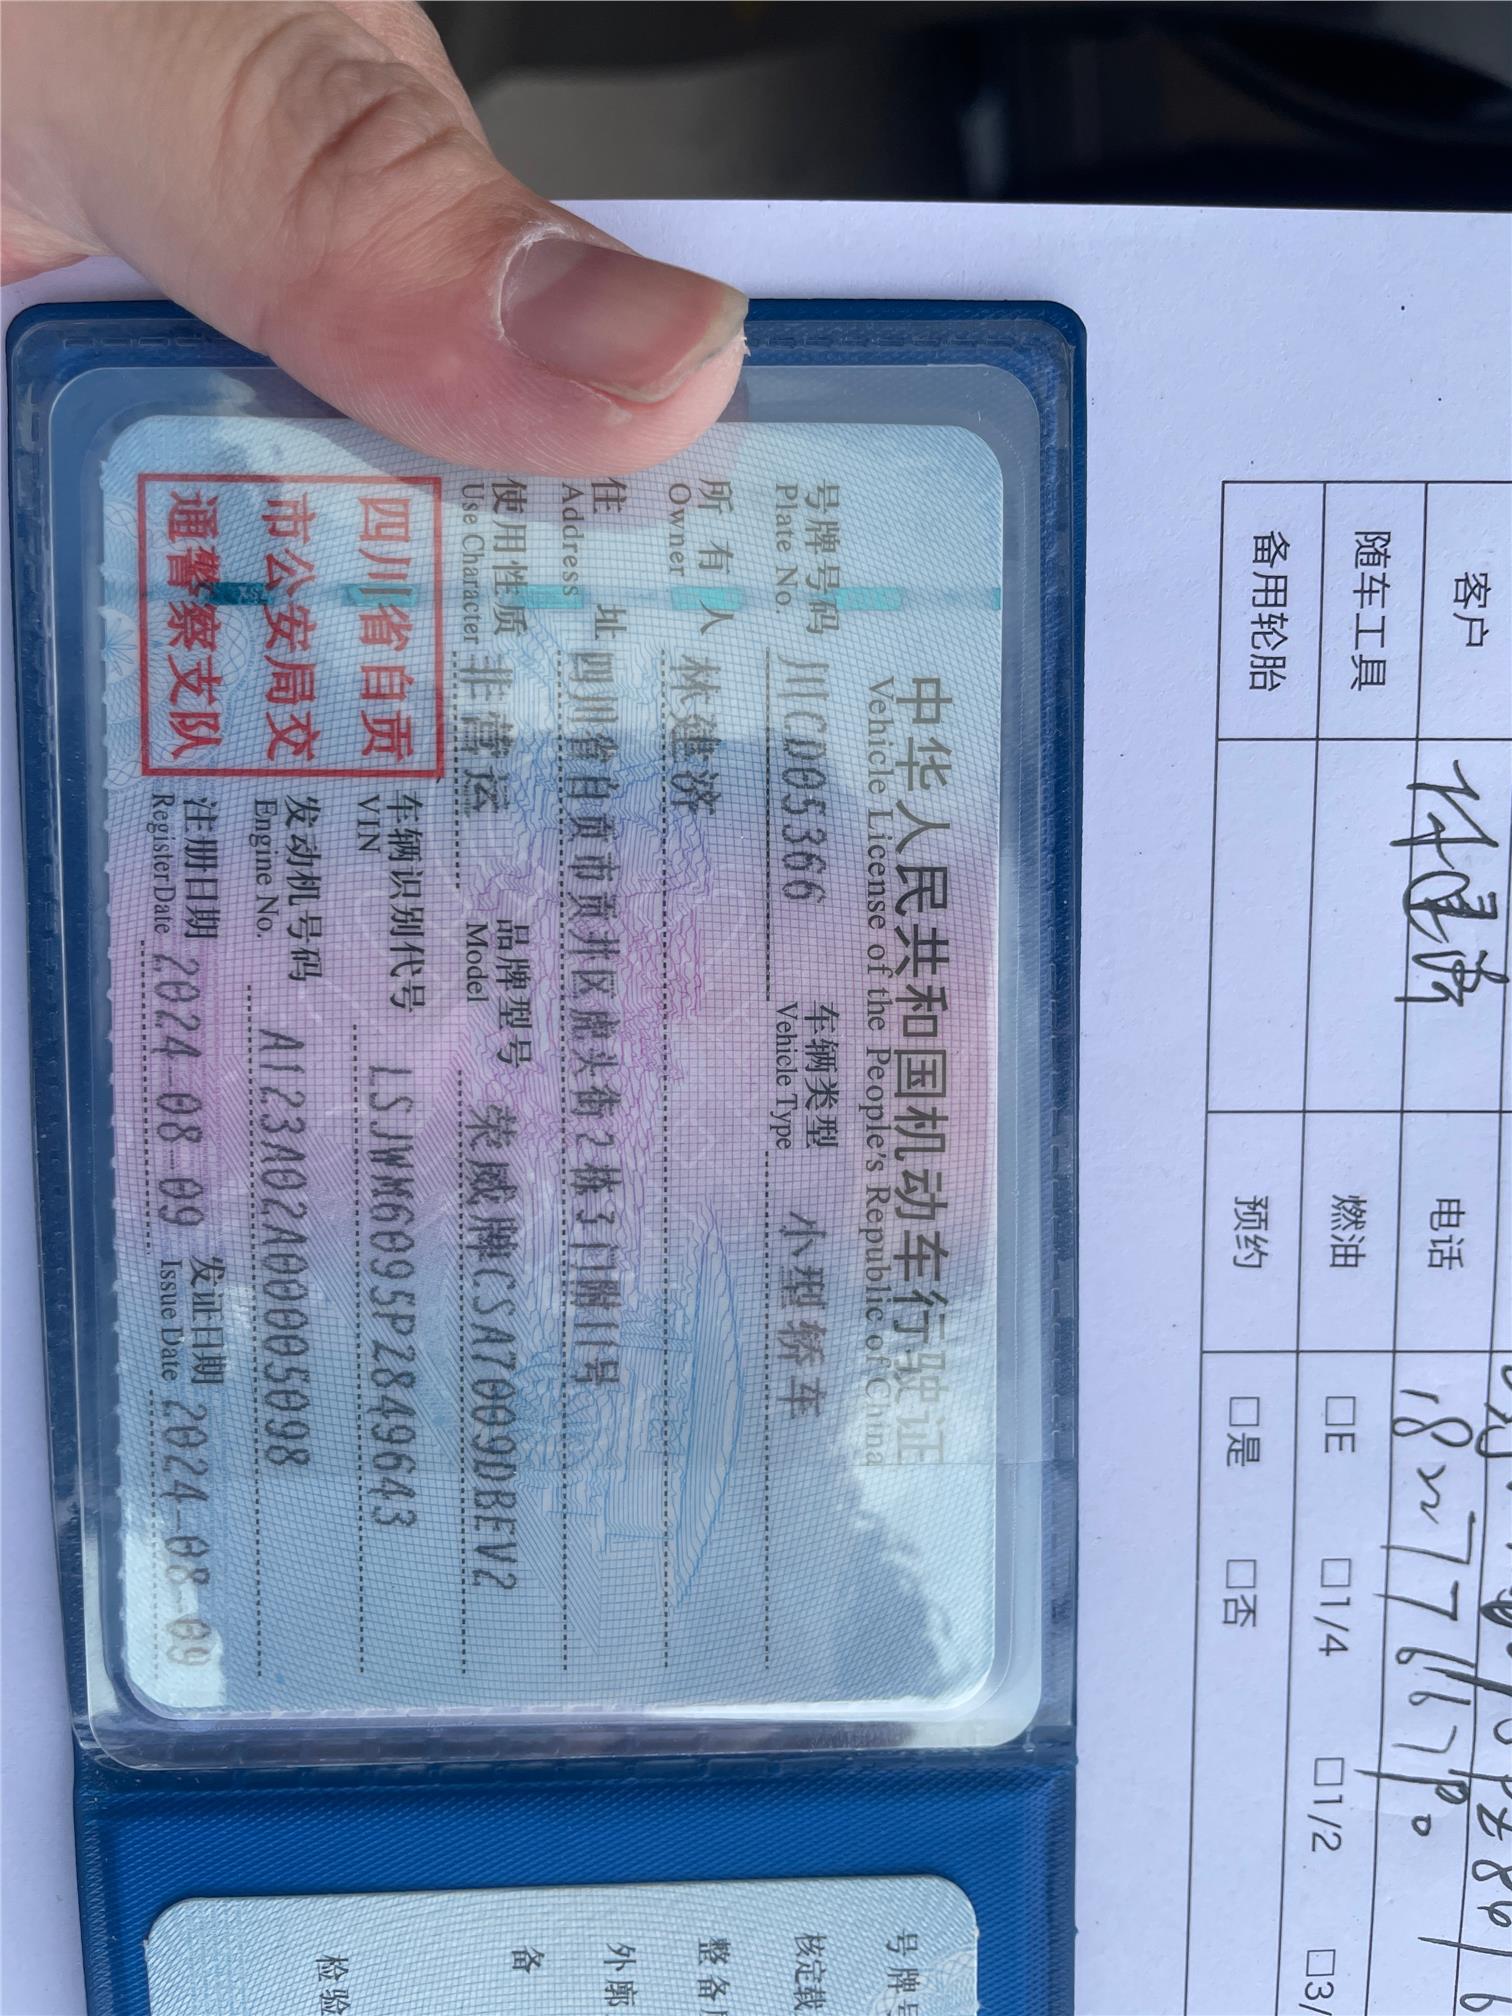 中华人民共和国机动车行驶证
Vehicle License of the People's Republic of China
号牌号码 川CD05366 车辆类型 小型轿车
Plate No. Vehicle Type
所有人 林建济
Owner
住址 四川省自贡市贡井区虎头街2栋3门附11号
Address
使用性质 非营运 品牌型号 荣威牌CSA7009DBEV2
Use Character Model
四川省自贡
市公安局交
通警察支队
车辆识别代号 LSJWM6095PZ849643
VIN
发动机号码 A123A02A00005098
Engine No.
注册日期 2024-08-09 发证日期 2024-08-09
Register Date Issue Date
号牌号
核定载
整备
外廓
备
检验
客户 电话
随车工具 燃油 □E □1/4 □1/2 □3/
备用轮胎 预约 □是 □否